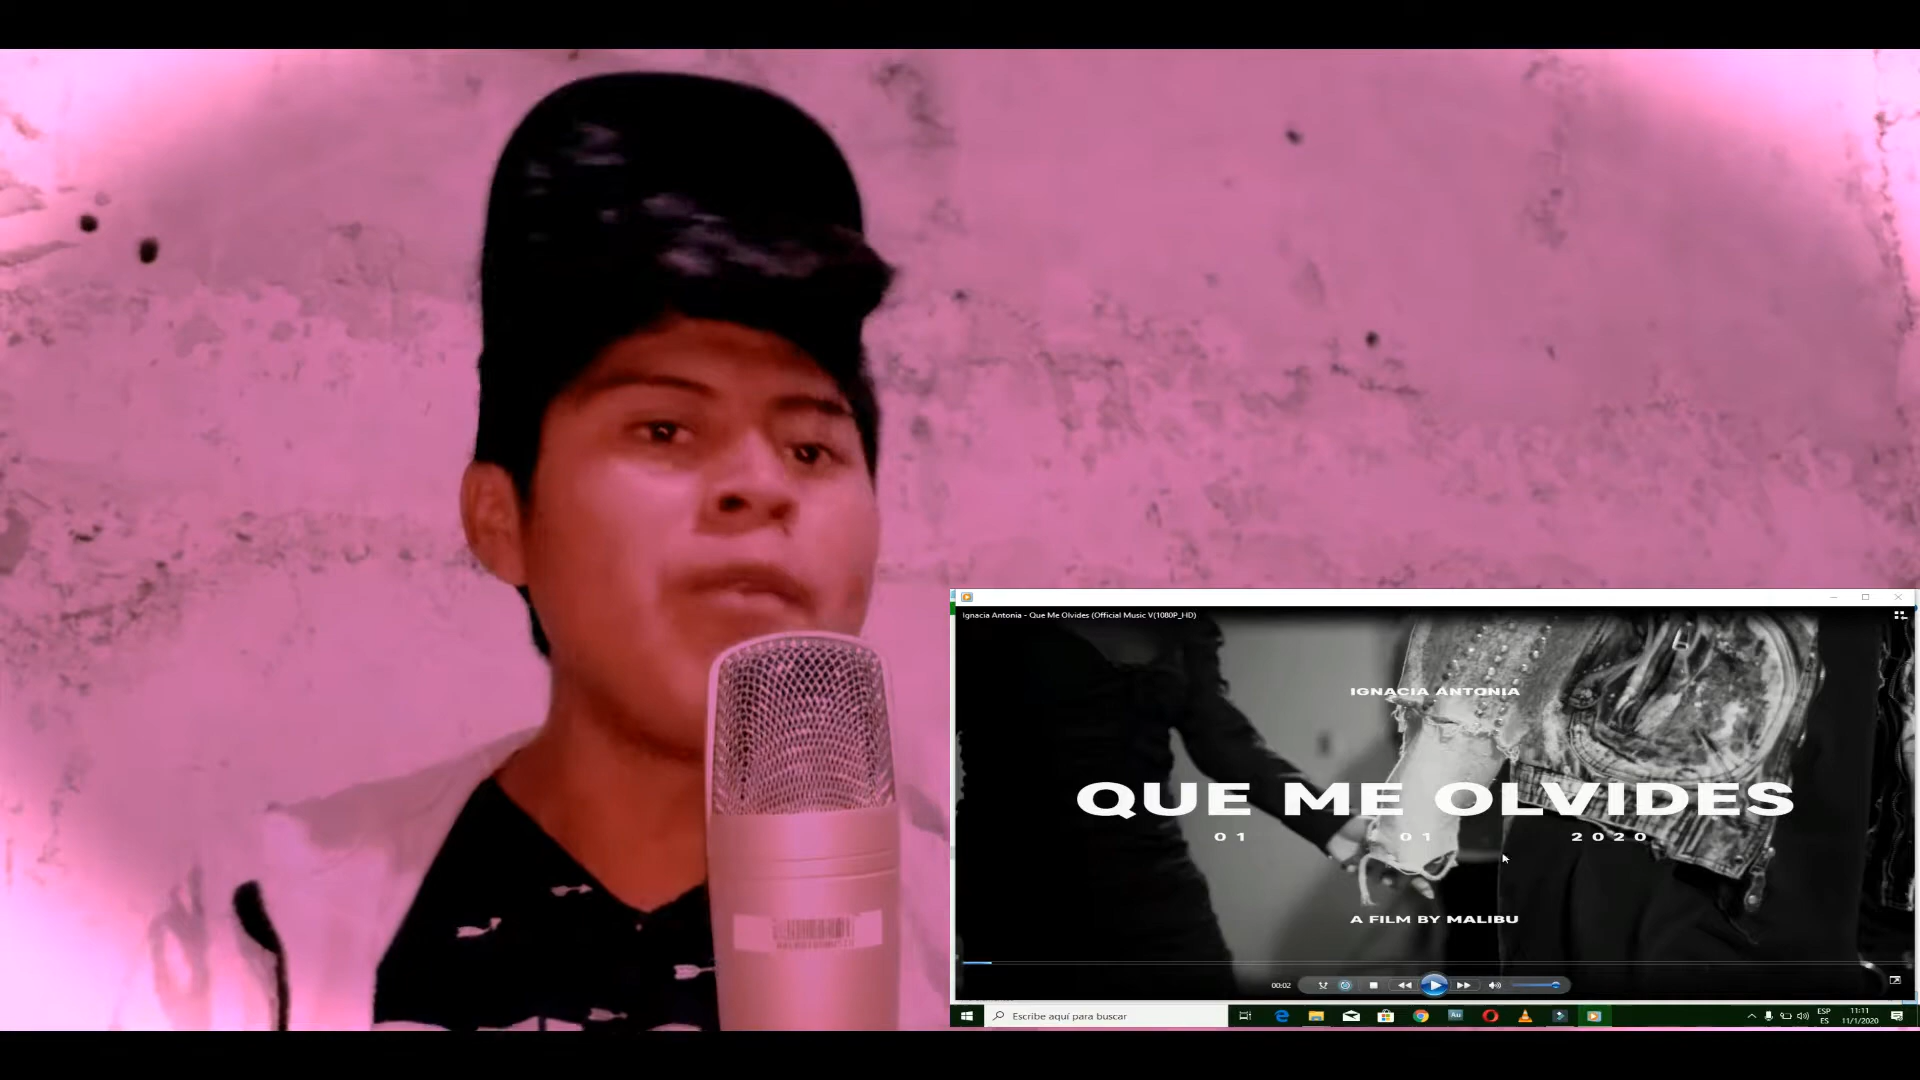 Ignacia Antonia - Que Me Olvides (Official Music V(1080P_HD)
IGNACIA ANTONIA
QUE ME OLVIDES
01 01 2020
A FILM BY MALIBU
00:02
Escribe aquí para buscar
Au
ESP
ES
11:11
11/1/2020